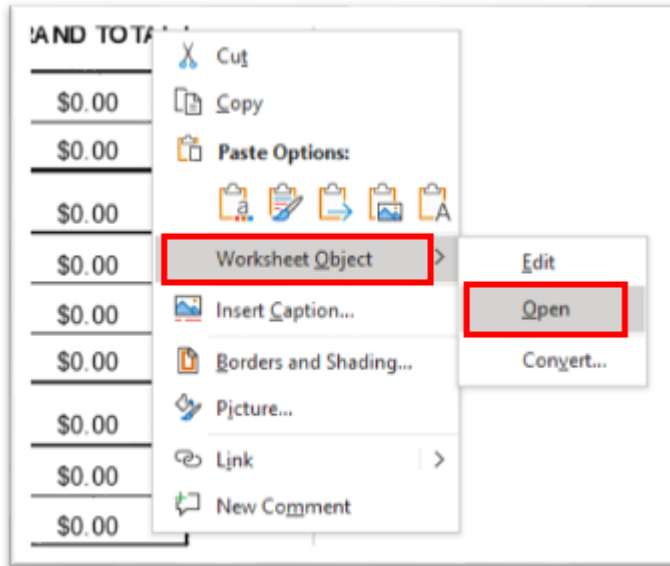 AND TOTAL
$0.00
$0.00
$0.00
$0.00
$0.00
$0.00
$0.00
$0.00
$0.00
Cut
Copy
Paste Options:
Worksheet Object
Insert Caption...
Borders and Shading...
Picture...
Link
New Comment
Edit
Open
Convert...